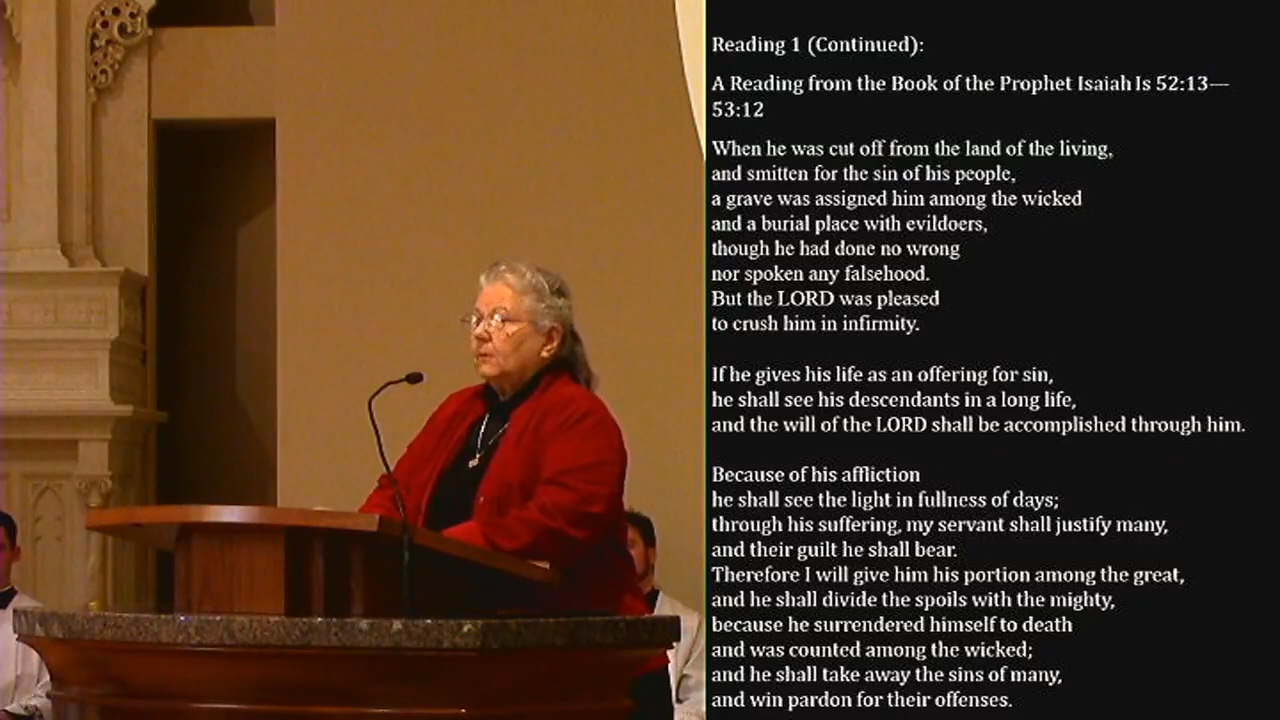 Reading 1 (Continued):
A Reading from the Book of the Prophet Isaiah Is 52:13—
53:12
When he was cut off from the land of the living,
and smitten for the sin of his people,
a grave was assigned him among the wicked
and a burial place with evildoers,
though he had done no wrong
nor spoken any falsehood.
But the LORD was pleased
to crush him in infirmity.
If he gives his life as an offering for sin,
he shall see his descendants in a long life,
and the will of the LORD shall be accomplished through him.
Because of his affliction
he shall see the light in fullness of days;
through his suffering, my servant shall justify many,
and their guilt he shall bear.
Therefore I will give him his portion among the great,
and he shall divide the spoils with the mighty,
because he surrendered himself to death
and was counted among the wicked;
and he shall take away the sins of many,
and win pardon for their offenses.